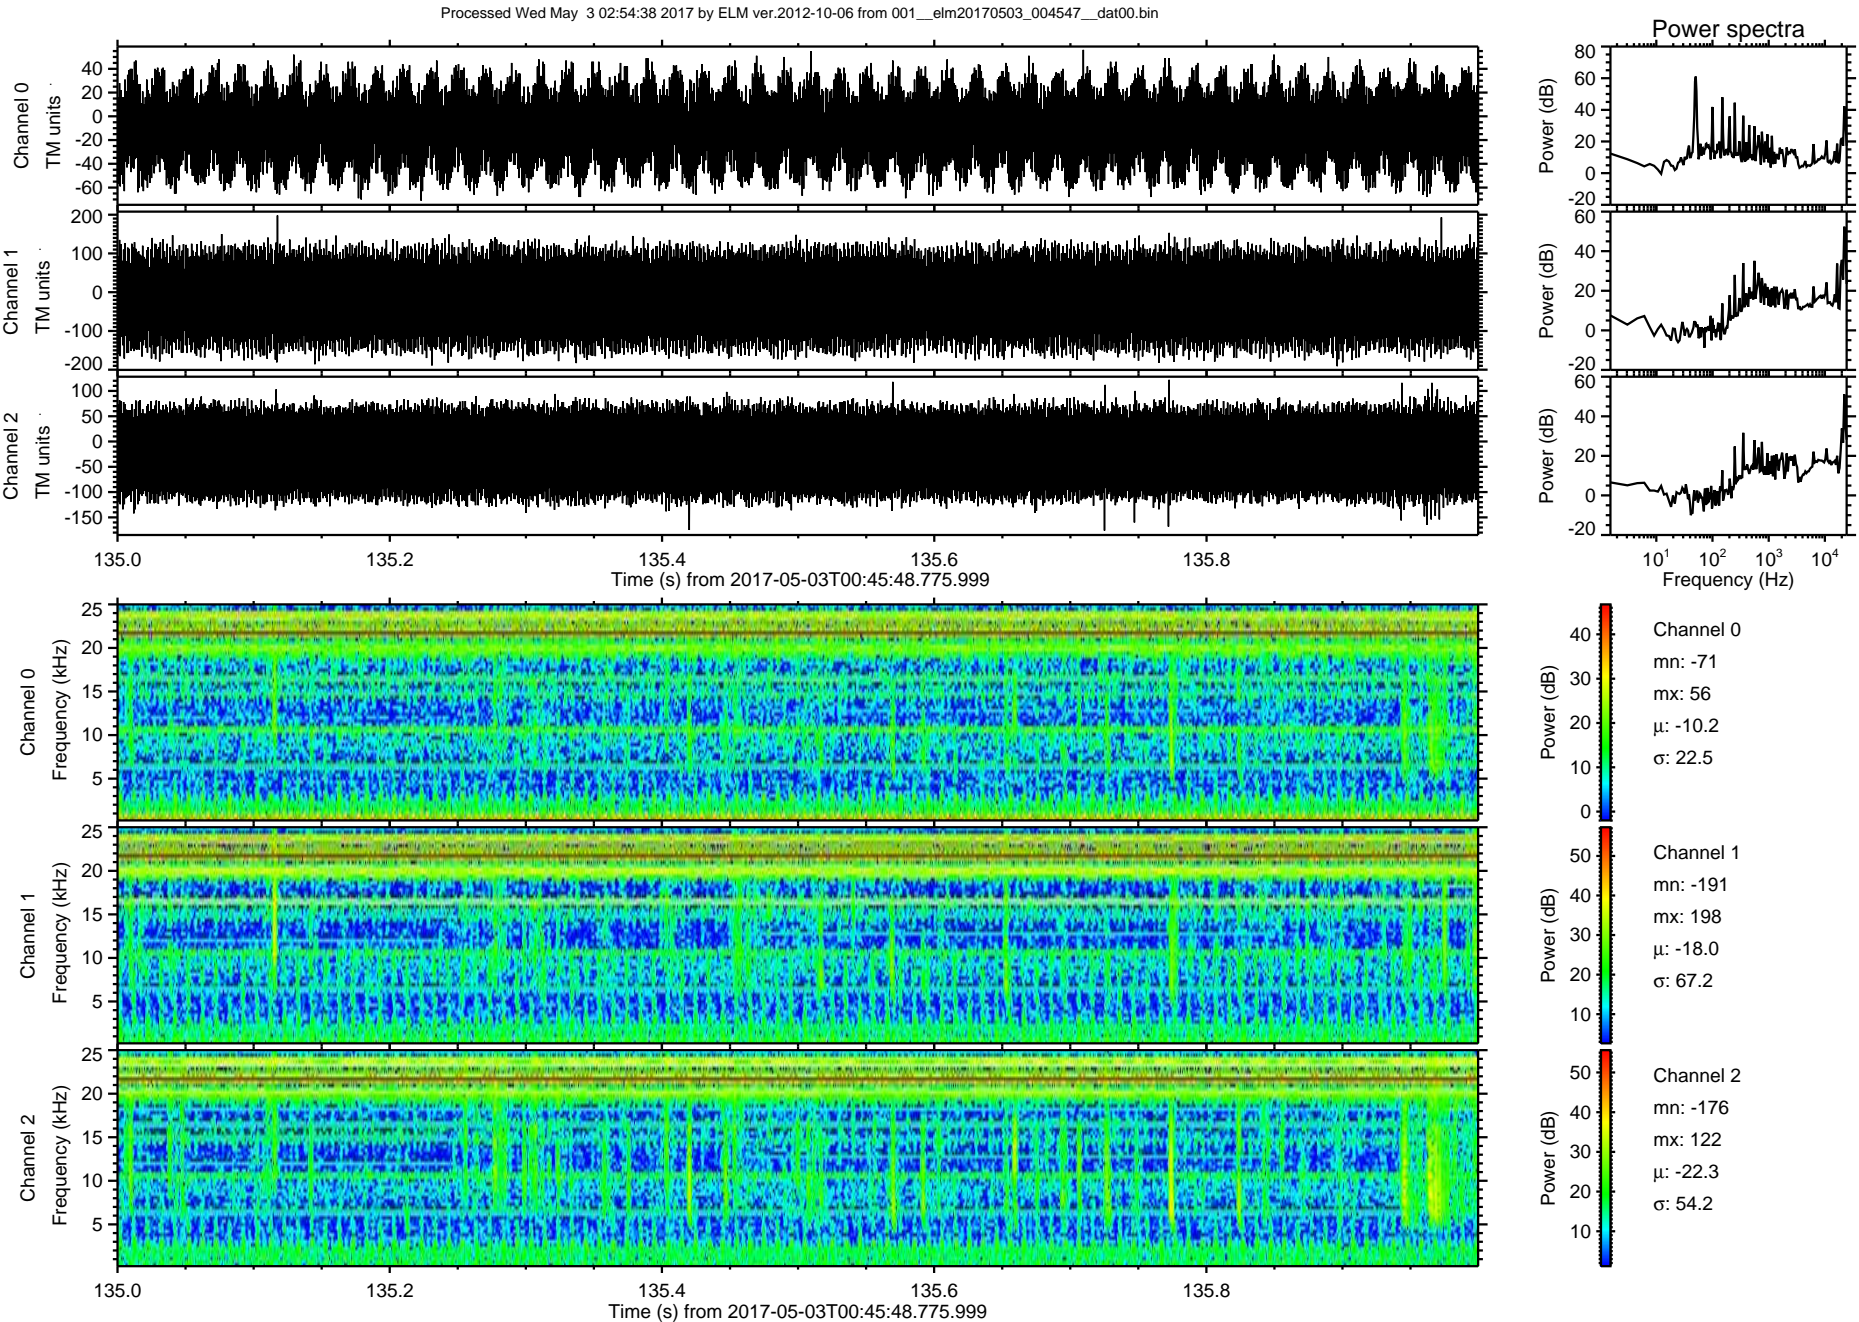 Processed Wed May  3 02:54:38 2017 by ELM ver.2012-10-06 from 001__elm20170503_004547__dat00.bin
Power spectra
Channel 0
TM units
40
20
0
-20
-40
-60
Power (dB)
80
60
40
20
0
-20
Channel 1
TM units
200
100
0
-100
-200
Power (dB)
60
40
20
0
-20
Channel 2
TM units
100
50
0
-50
-100
-150
Power (dB)
60
40
20
0
-20
135.0 135.2 135.4 135.6 135.8
Time (s) from 2017-05-03T00:45:48.775.999
10^1 10^2 10^3 10^4
Frequency (Hz)
Channel 0
Frequency (kHz)
25
20
15
10
5
Power (dB)
40
30
20
10
0
Channel 0
mn: -71
mx: 56
μ: -10.2
σ: 22.5
Channel 1
Frequency (kHz)
25
20
15
10
5
Power (dB)
50
40
30
20
10
Channel 1
mn: -191
mx: 198
μ: -18.0
σ: 67.2
Channel 2
Frequency (kHz)
25
20
15
10
5
Power (dB)
50
40
30
20
10
Channel 2
mn: -176
mx: 122
μ: -22.3
σ: 54.2
135.0 135.2 135.4 135.6 135.8
Time (s) from 2017-05-03T00:45:48.775.999